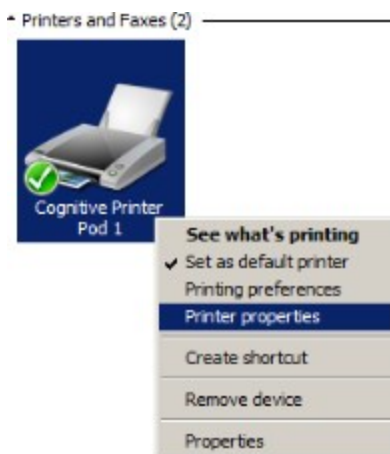 Printers and Faxes (2)
Cognitive Printer
Pod 1
See what's printing
Set as default printer
Printing preferences
Printer properties
Create shortcut
Remove device
Properties